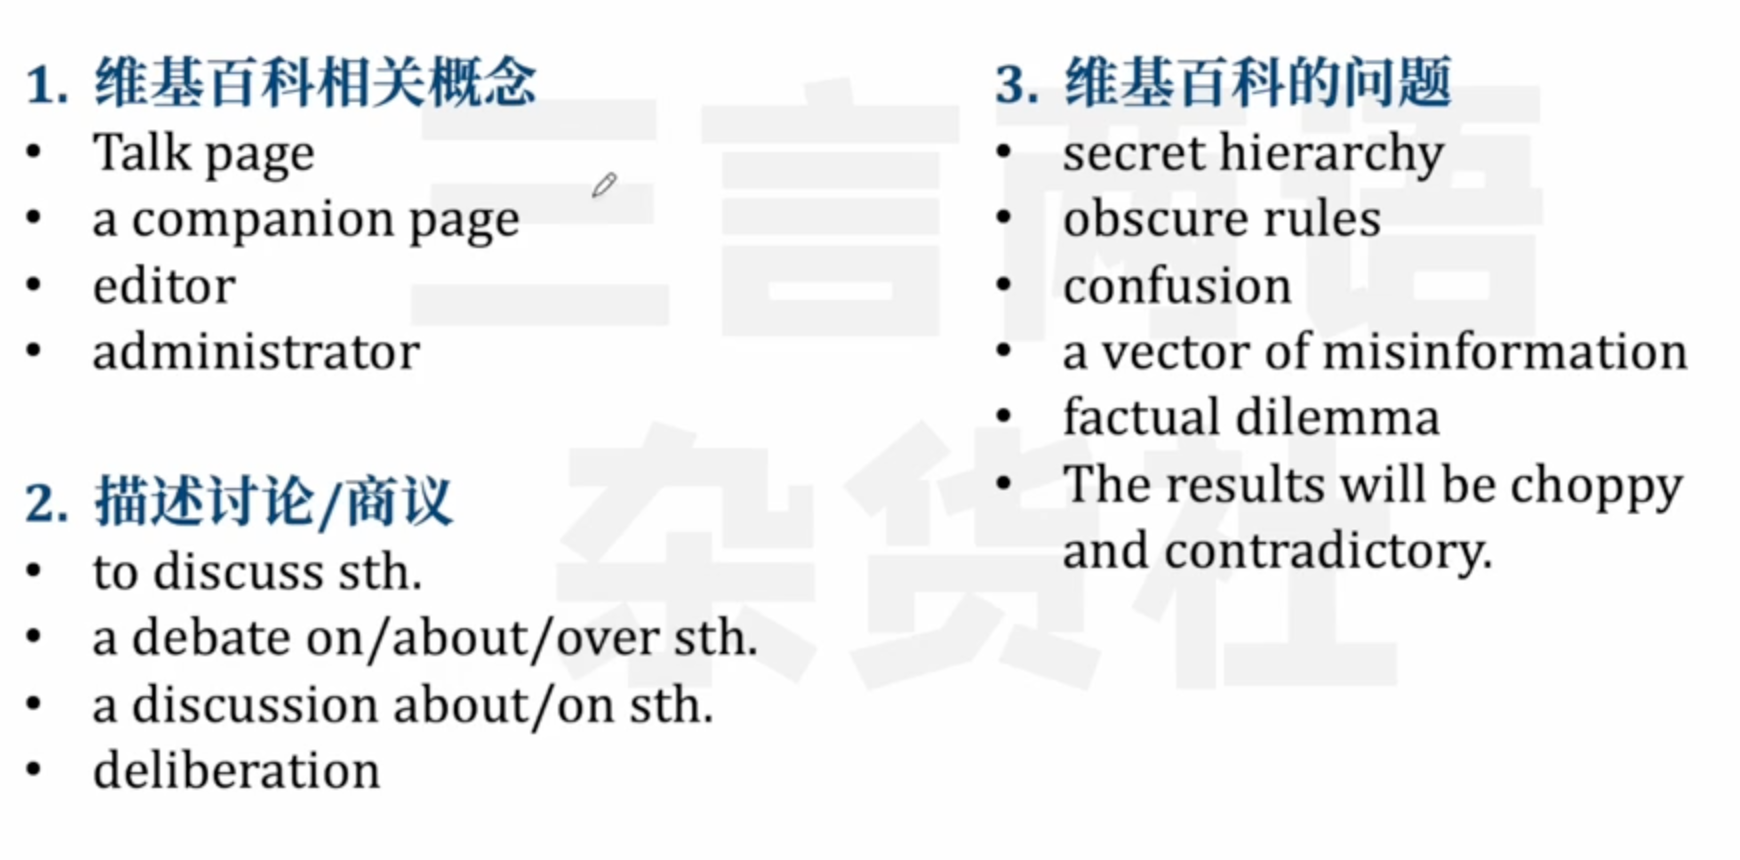 1. 维基百科相关概念
• Talk page
• a companion page
• editor
• administrator
2. 描述讨论/商议
• to discuss sth.
• a debate on/about/over sth.
• a discussion about/on sth.
• deliberation
3. 维基百科的问题
• secret hierarchy
• obscure rules
• confusion
• a vector of misinformation
• factual dilemma
• The results will be choppy
and contradictory.
三言两语
杂货社